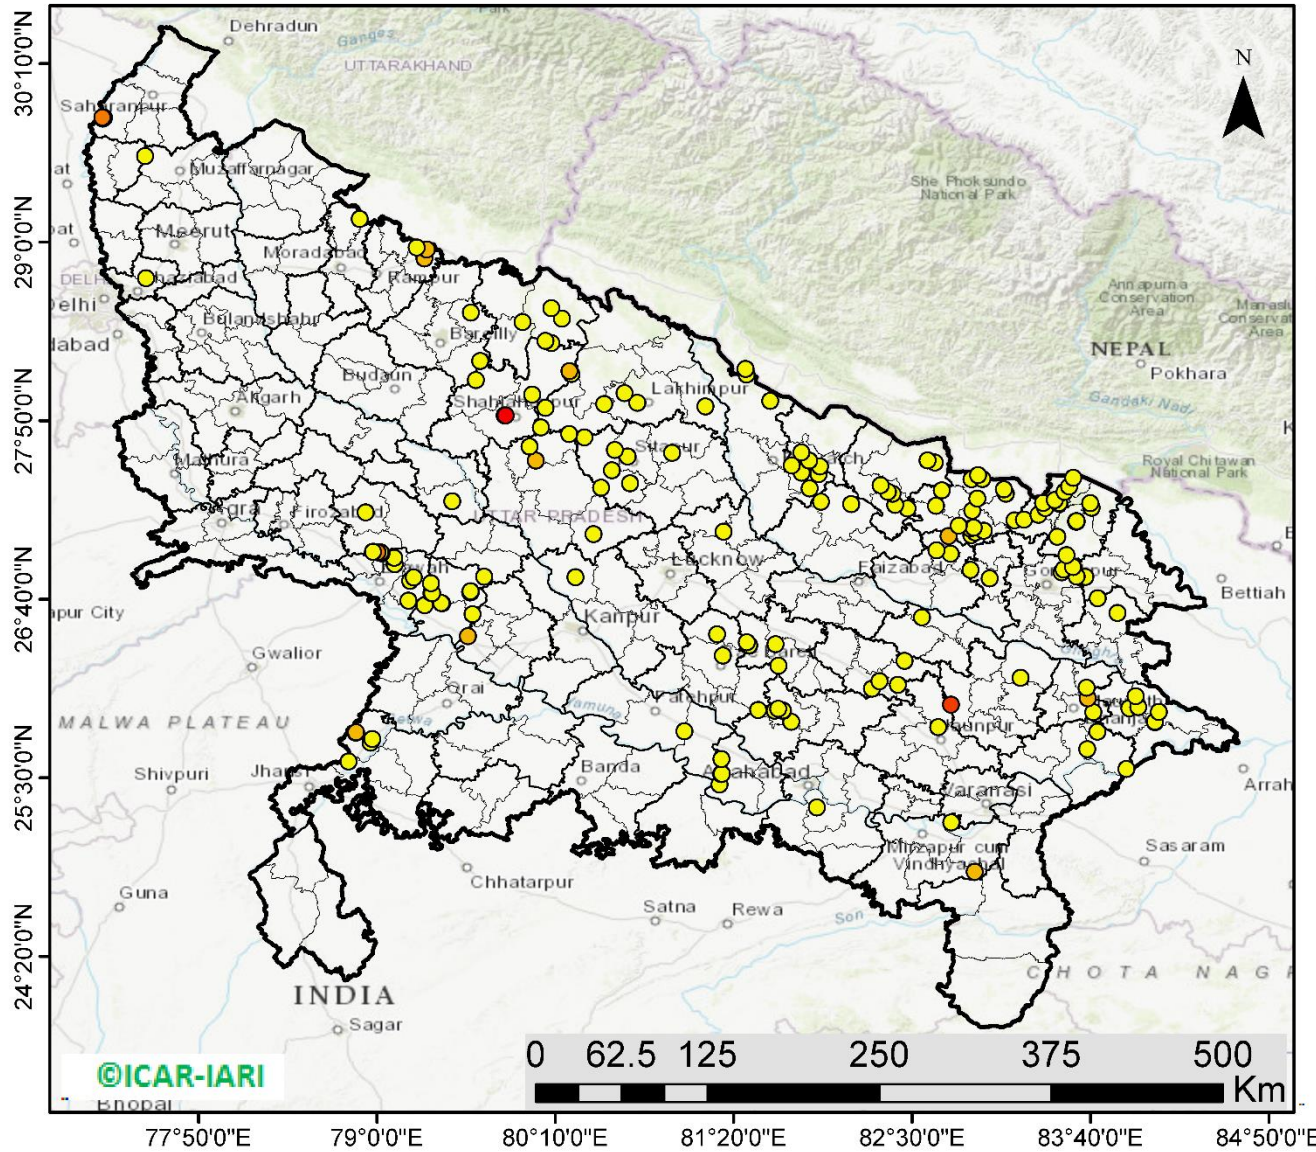 Dehradun
Ganges
UTTARAKHAND
30°10'0"N
N
Saharanpur
Muzaffarnagar
She Phoksundo
National Park
29°0'0"N
Meerut
Moradabad
Rampur
DELHI
Ghaziabad
Delhi
Annapurna
Conservation
Area
Bulandshahr
Bareilly
NEPAL
Pokhara
Budaun
Lakhimpur
Aligarh
Shahjahanpur
Gandaki Nadi
27°50'0"N
Mathura
Sitapur
Royal Chitawan
National Park
Agra
Firozabad
UTTAR PRADESH
Lucknow
Etawah
Faizabad
Gorakhpur
Bettiah
26°40'0"N
Kanpur
Gwalior
Rae Bareli
Ghaghara
Orai
Fatehpur
Yamuna
Betwa
MALWA PLATEAU
Jaunpur
Shivpuri
Jhansi
Banda
Allahabad
25°30'0"N
Varanasi
Arrah
Mirzapur cum
Vindhyachal
Sasaram
Chhatarpur
Guna
Satna
Rewa
Son
24°20'0"N
CHOTA NAG
INDIA
Sagar
0 62.5 125 250 375 500
Km
©ICAR-IARI
Bhopal
77°50'0"E 79°0'0"E 80°10'0"E 81°20'0"E 82°30'0"E 83°40'0"E 84°50'0"E